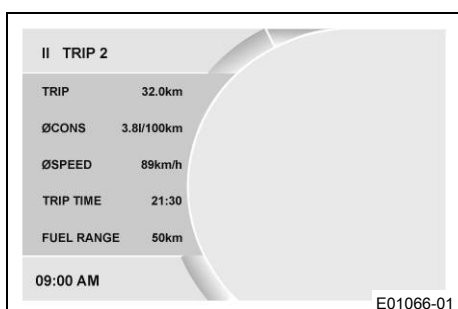 II TRIP 2
TRIP 32.0km
ØCONS 3.8l/100km
ØSPEED 89km/h
TRIP TIME 21:30
FUEL RANGE 50km
09:00 AM
E01066-01